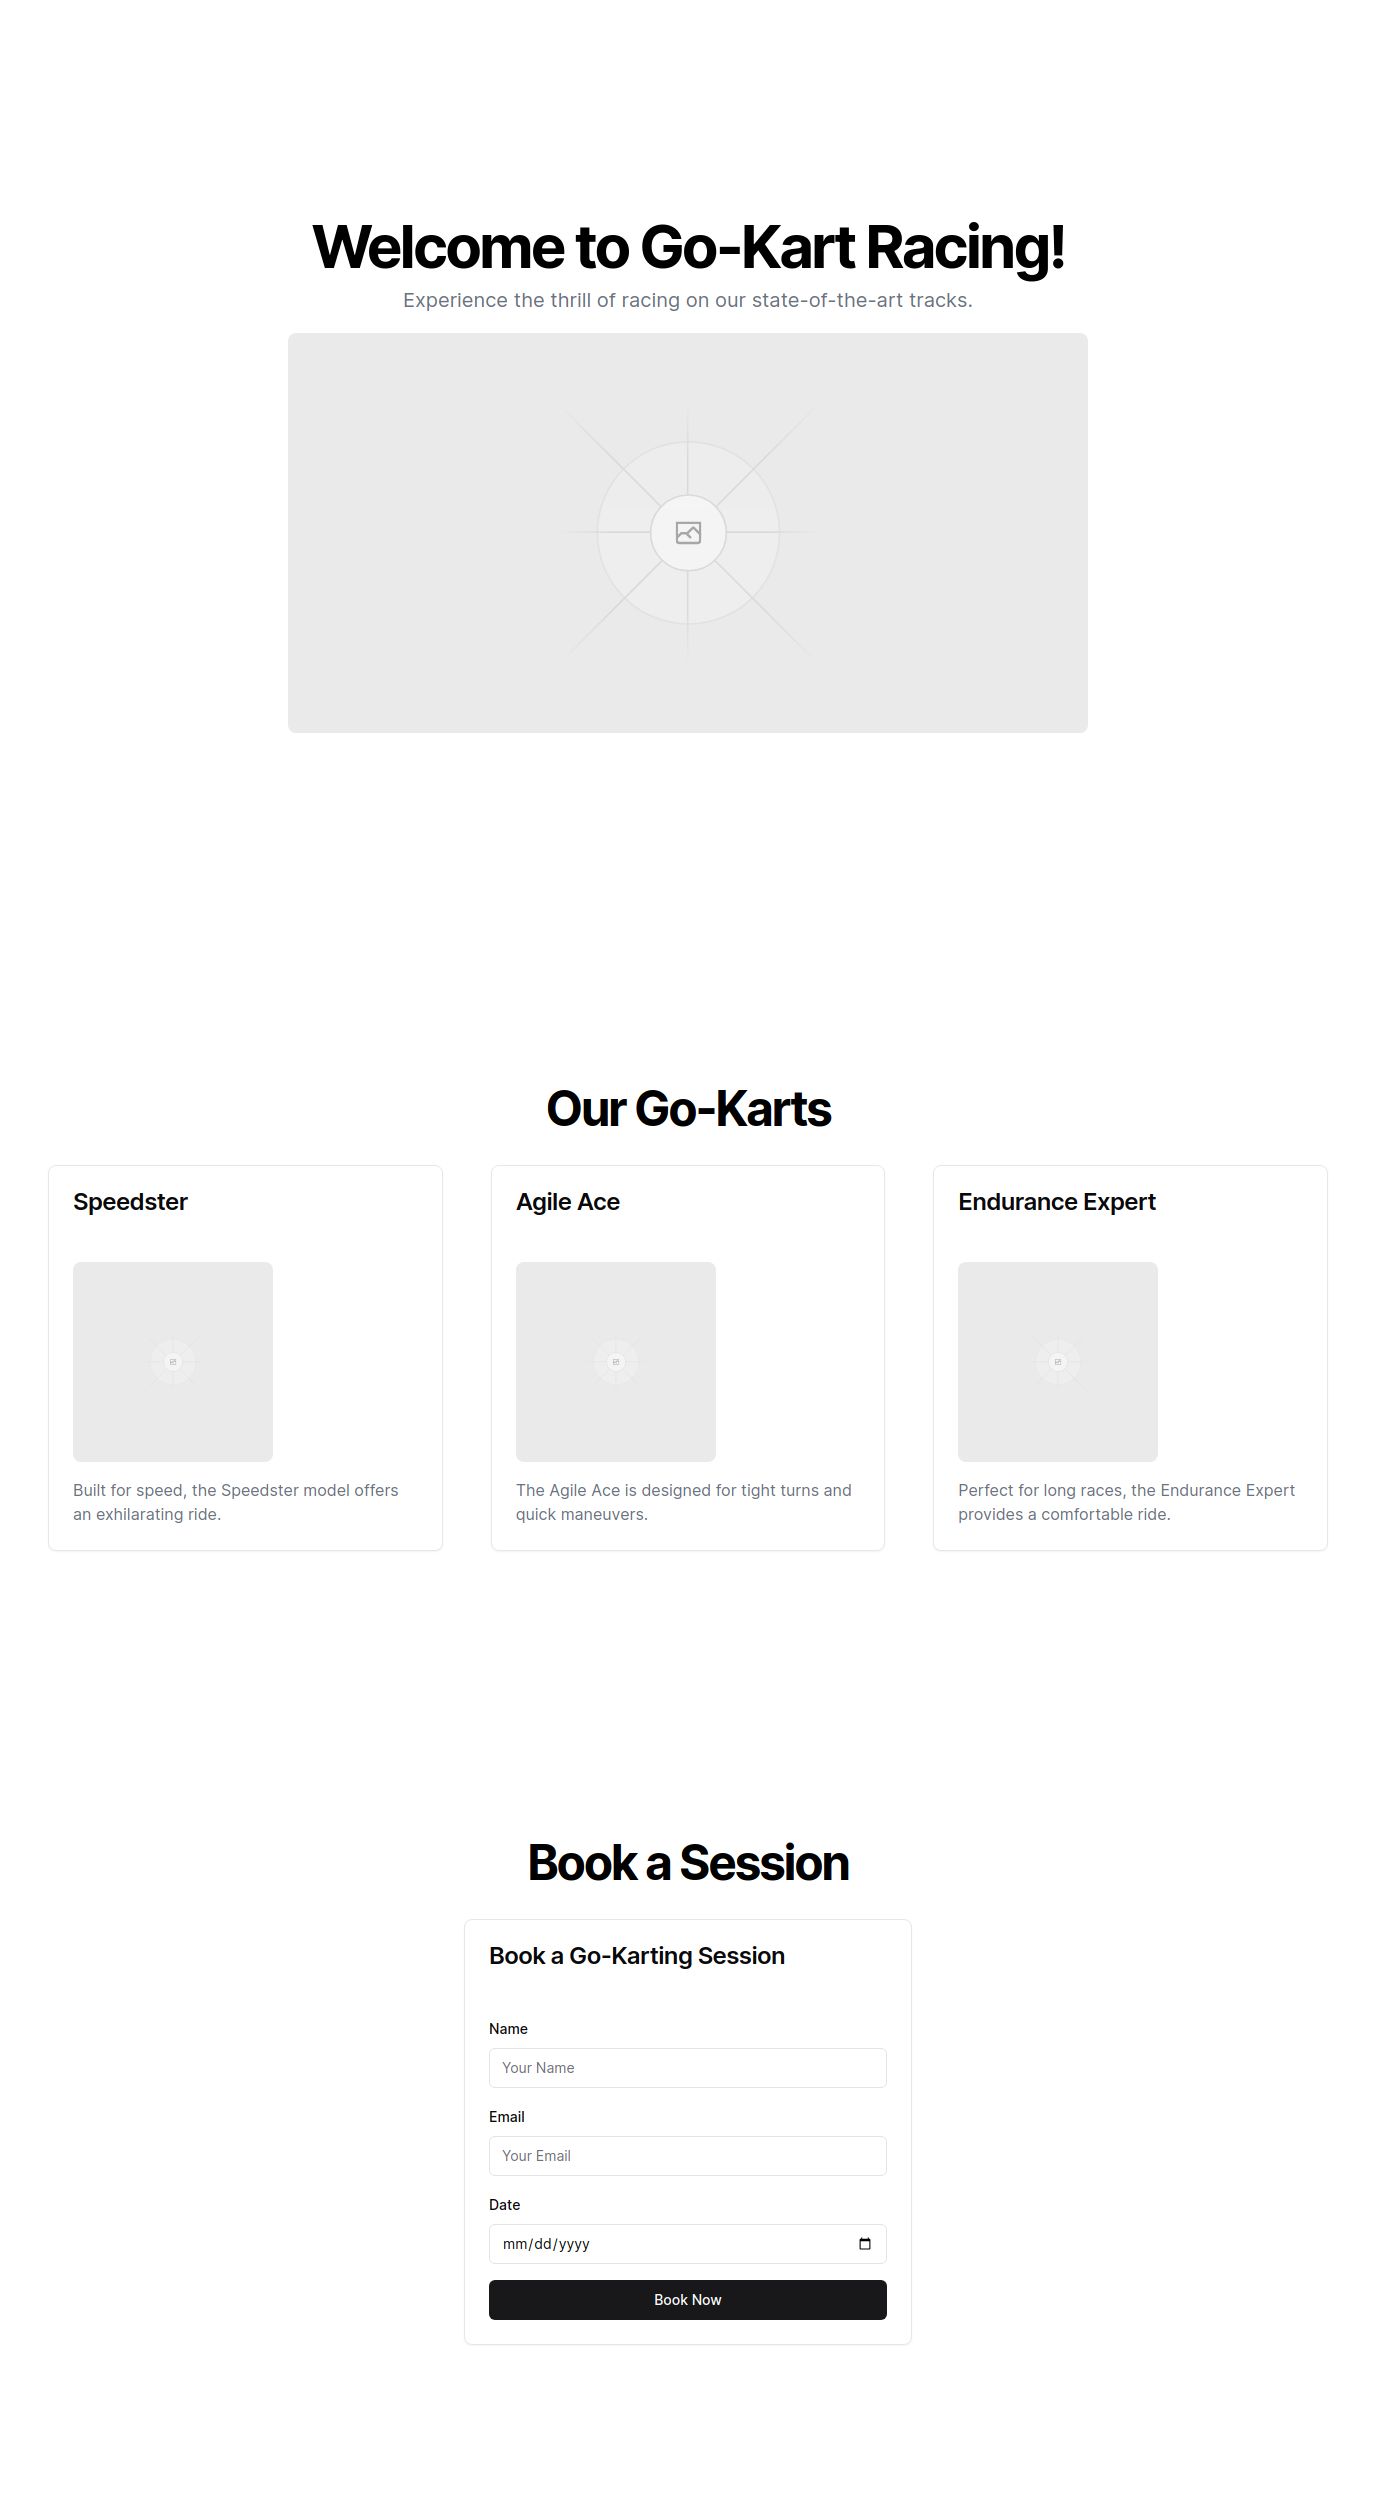 Welcome to Go-Kart Racing!
Experience the thrill of racing on our state-of-the-art tracks.
Our Go-Karts
Speedster
Built for speed, the Speedster model offers
an exhilarating ride.
Agile Ace
The Agile Ace is designed for tight turns and
quick maneuvers.
Endurance Expert
Perfect for long races, the Endurance Expert
provides a comfortable ride.
Book a Session
Book a Go-Karting Session
Name
Your Name
Email
Your Email
Date
mm/dd/yyyy
Book Now